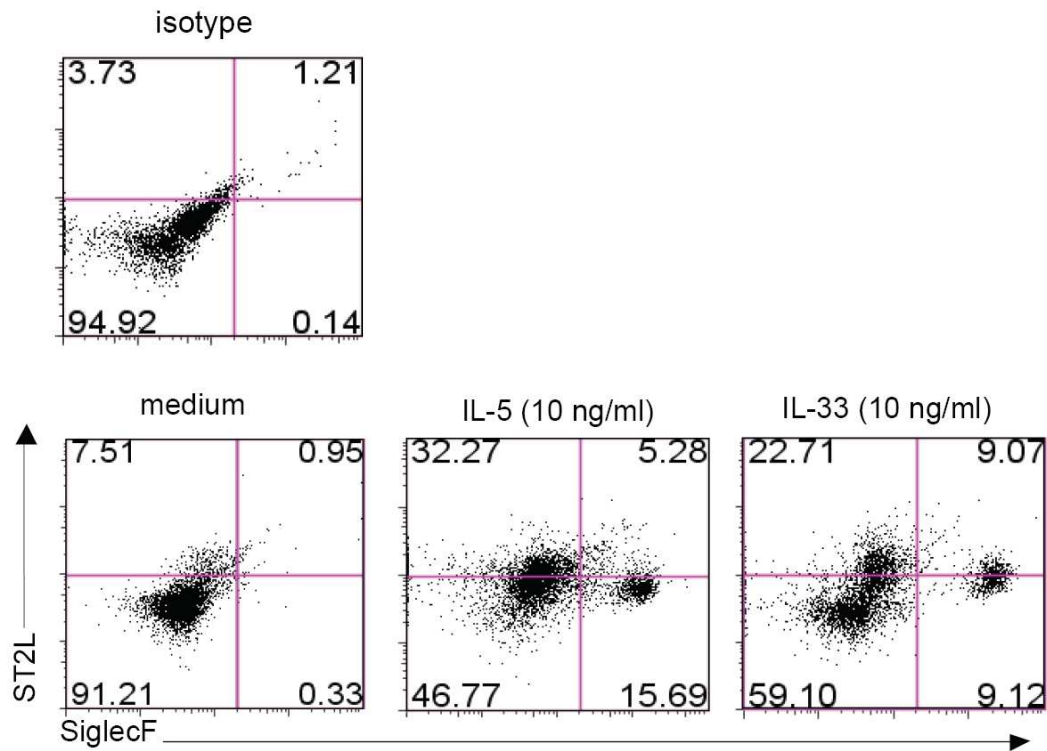 isotype
3.73 1.21
94.92 0.14
medium IL-5 (10 ng/ml) IL-33 (10 ng/ml)
7.51 0.95 32.27 5.28 22.71 9.07
91.21 0.33 46.77 15.69 59.10 9.12
ST2L
SiglecF